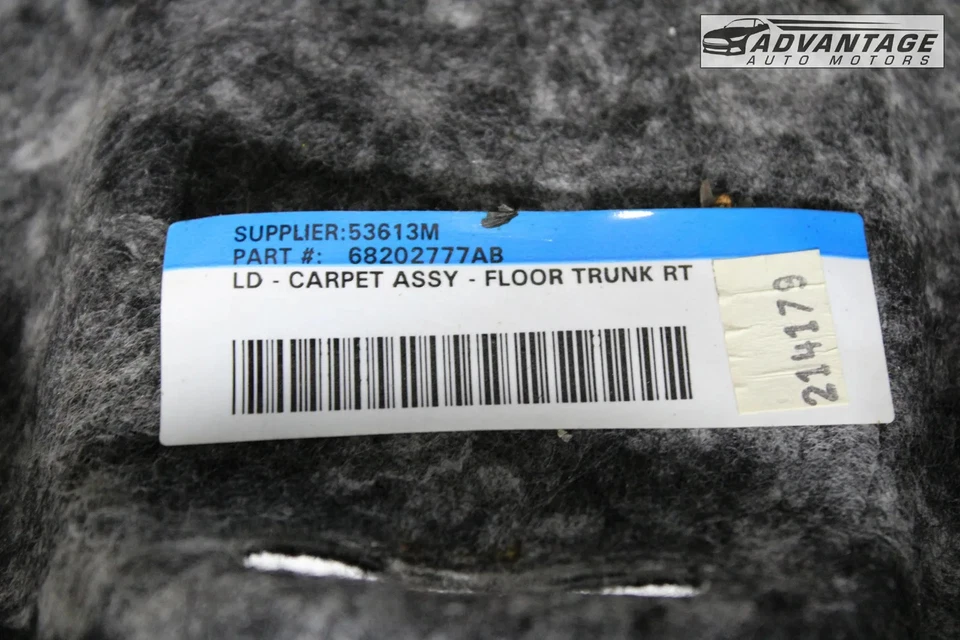 ADVANTAGE
AUTO MOTORS
SUPPLIER:53613M
PART #: 68202777AB
LD - CARPET ASSY - FLOOR TRUNK RT
214179